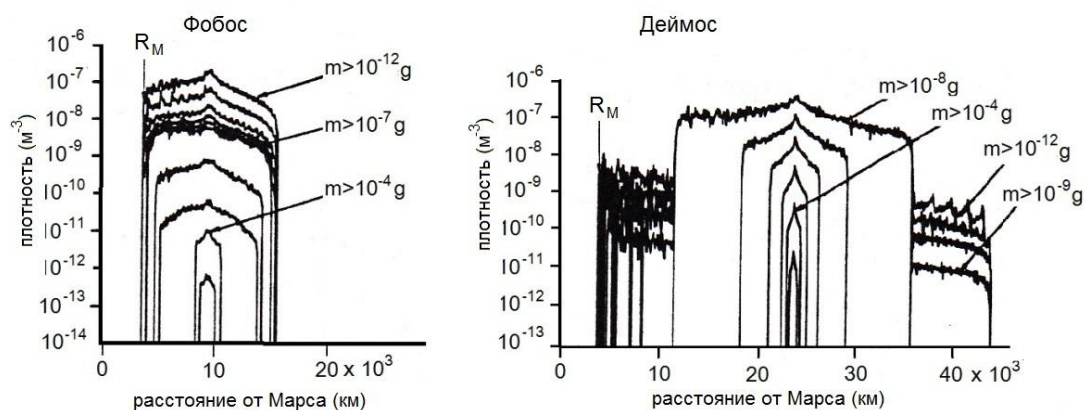 Фобос
R_M
10^-6
10^-7
10^-8
10^-9
10^-10
10^-11
10^-12
10^-13
10^-14
плотность (м^-3)
m>10^-12g
m>10^-7g
m>10^-4g
0
10
20 x 10^3
расстояние от Марса (км)
Деймос
R_M
10^-6
10^-7
10^-8
10^-9
10^-10
10^-11
10^-12
10^-13
плотность (м^-3)
m>10^-8g
m>10^-4g
m>10^-12g
m>10^-9g
0
10
20
30
40 x 10^3
расстояние от Марса (км)